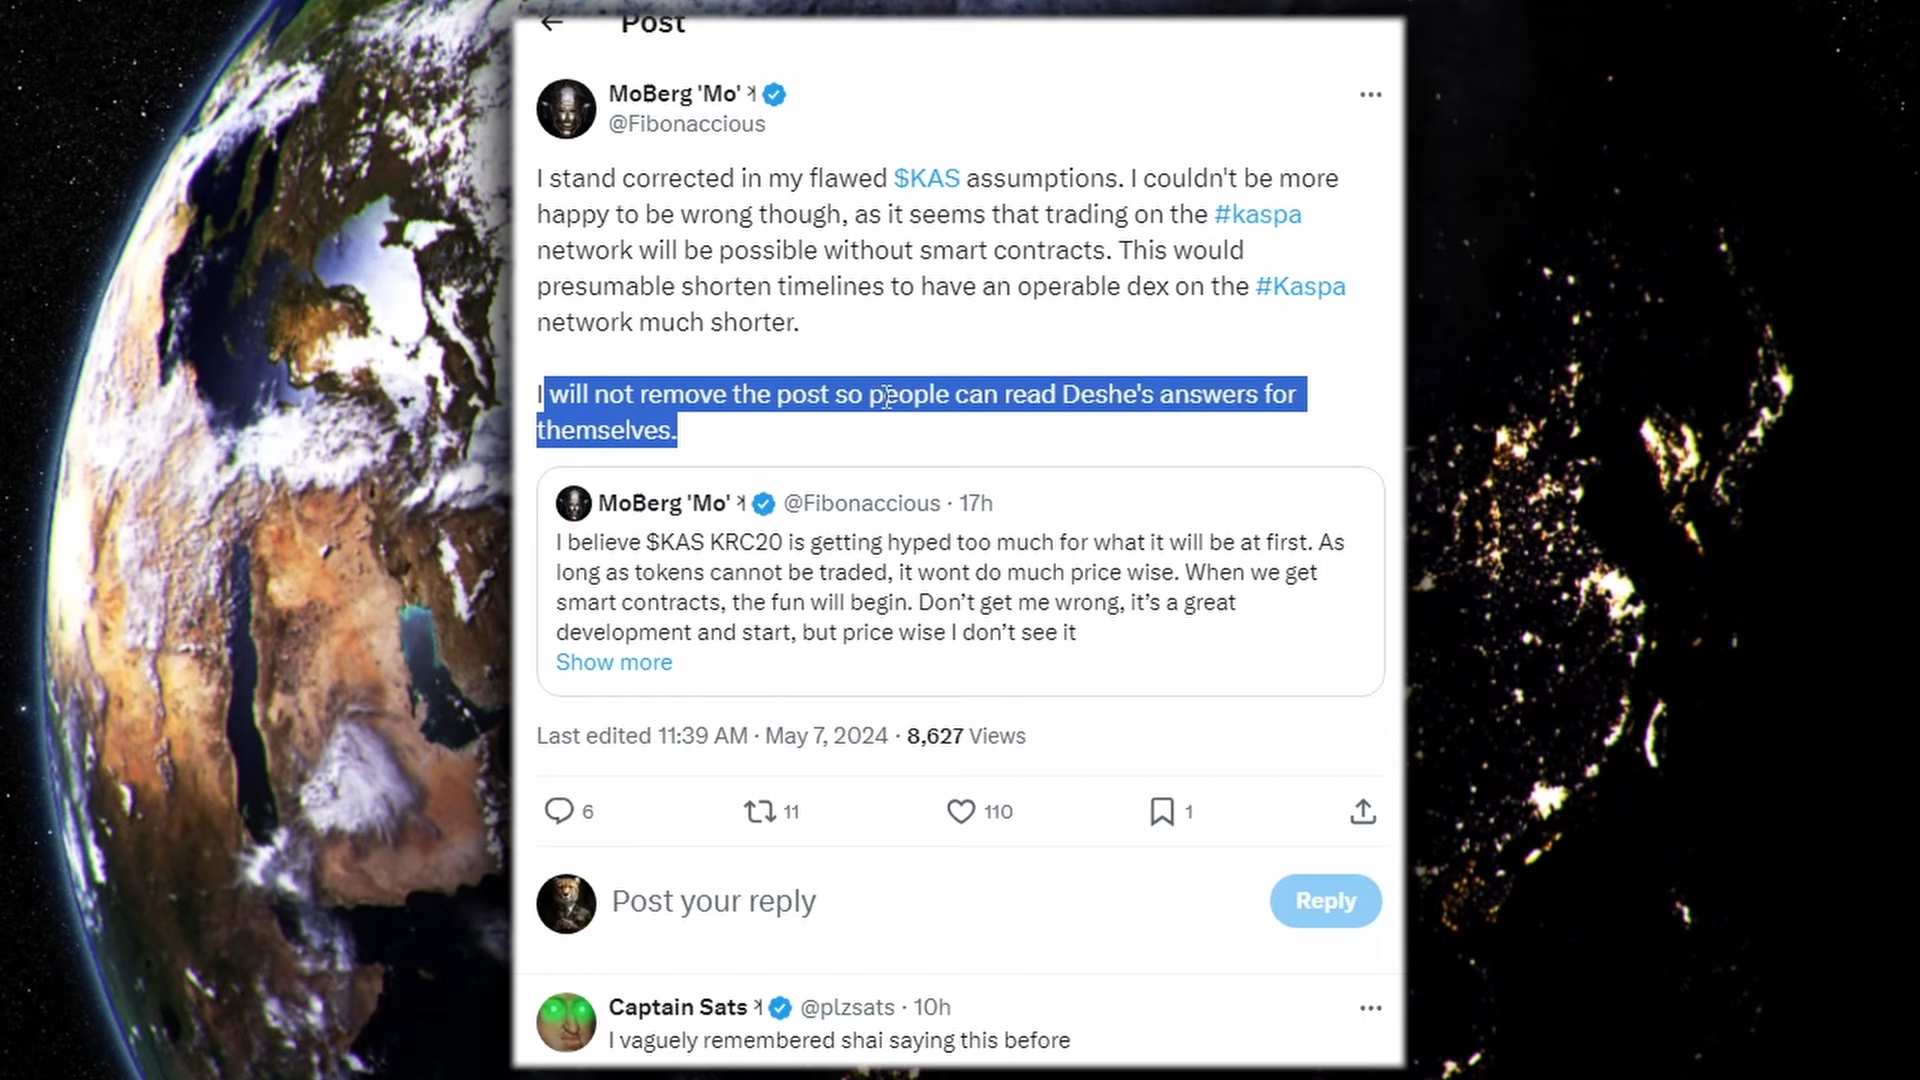 Post
MoBerg 'Mo'
@Fibonaccious
I stand corrected in my flawed $KAS assumptions. I couldn't be more
happy to be wrong though, as it seems that trading on the #kaspa
network will be possible without smart contracts. This would
presumable shorten timelines to have an operable dex on the #Kaspa
network much shorter.
I will not remove the post so people can read Deshe's answers for
themselves.
MoBerg 'Mo' @Fibonaccious · 17h
I believe $KAS KRC20 is getting hyped too much for what it will be at first. As
long as tokens cannot be traded, it wont do much price wise. When we get
smart contracts, the fun will begin. Don’t get me wrong, it’s a great
development and start, but price wise I don’t see it
Show more
Last edited 11:39 AM · May 7, 2024 · 8,627 Views
6 11 110 1
Post your reply
Reply
Captain Sats @plzsats · 10h
I vaguely remembered shai saying this before